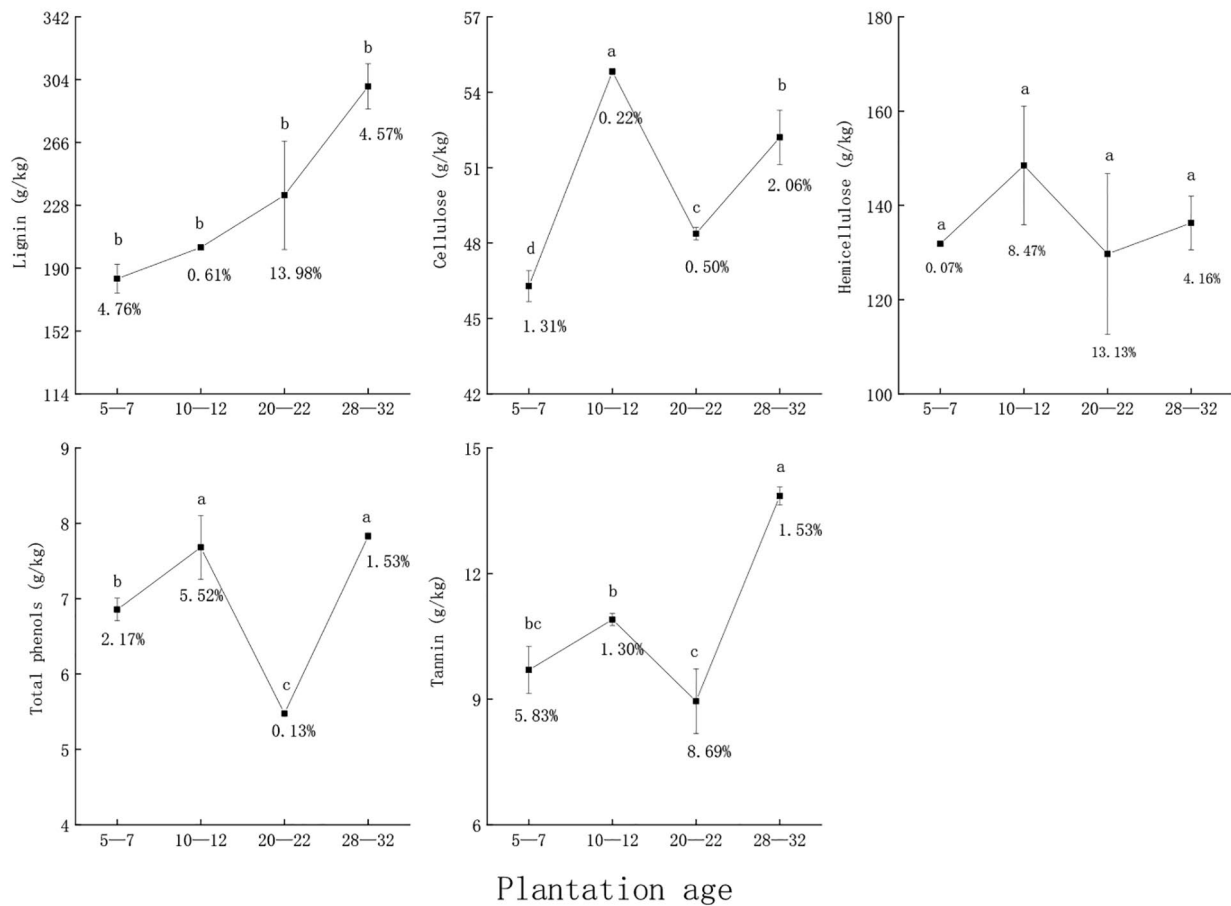 Lignin (g/kg)
342
304
266
228
190
152
114
b
b
b
b
4.76%
0.61%
13.98%
4.57%
5—7
10—12
20—22
28—32
Cellulose (g/kg)
57
54
51
48
45
42
d
a
c
b
1.31%
0.22%
0.50%
2.06%
5—7
10—12
20—22
28—32
Hemicellulose (g/kg)
180
160
140
120
100
a
a
a
a
0.07%
8.47%
13.13%
4.16%
5—7
10—12
20—22
28—32
Total phenols (g/kg)
9
8
7
6
5
4
b
a
c
a
2.17%
5.52%
0.13%
1.53%
5—7
10—12
20—22
28—32
Tannin (g/kg)
15
12
9
6
bc
b
c
a
5.83%
1.30%
8.69%
1.53%
5—7
10—12
20—22
28—32
Plantation age